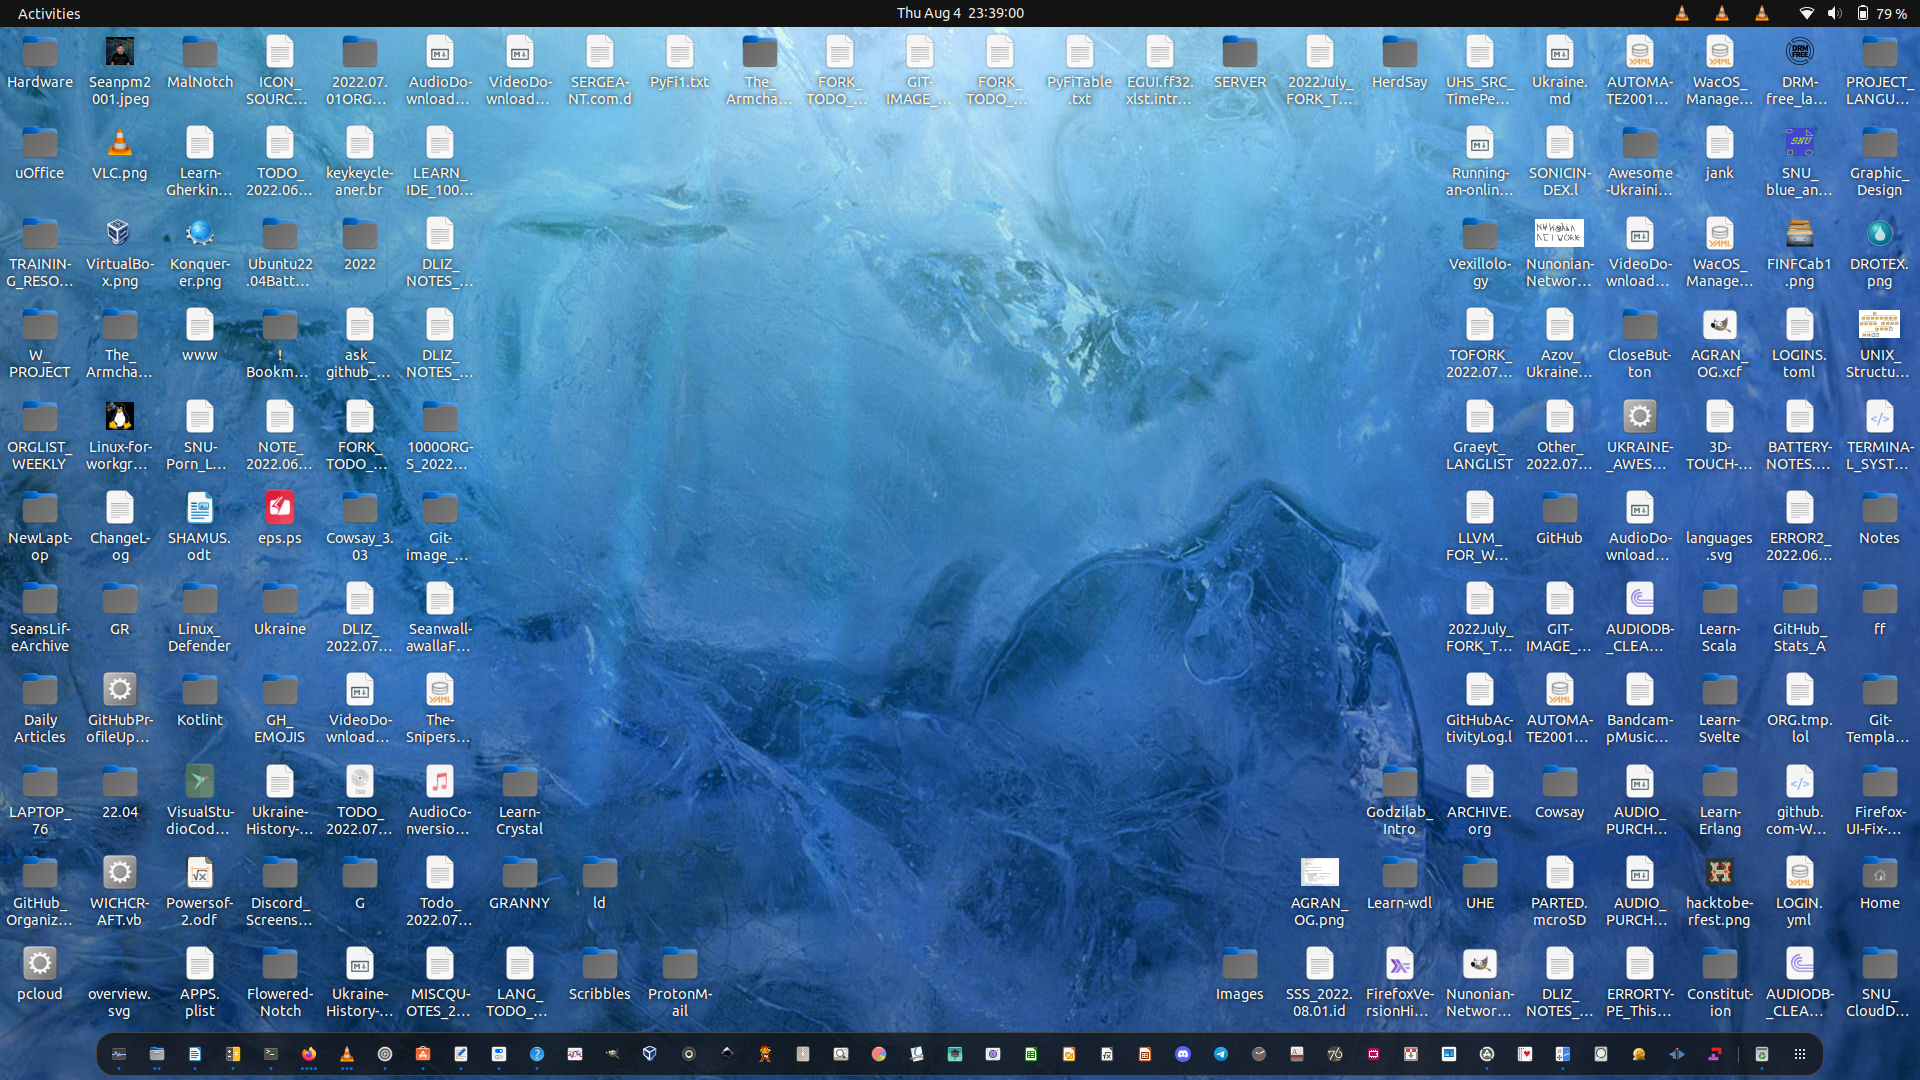 Activities
Thu Aug 4 23:39:00
79 %
Hardware
Seanpm2
001.jpeg
MalNotch
ICON_
SOURC...
2022.07.
01ORG...
AudioDo-
wnload...
VideoDo-
wnload...
SERGEA-
NT.com.d
PyFi1.txt
The_
Armcha...
FORK_
TODO_...
GIT-
IMAGE_...
FORK_
TODO_...
PyFiTable
.txt
EGUI.ff32.
xlst.intr...
SERVER
2022July_
FORK_T...
HerdSay
UHS_SRC_
TimePe...
Ukraine.
md
AUTOMA-
TE2001...
WacOS_
Manage...
DRM-
free_la...
PROJECT_
LANGU...
uOffice
VLC.png
Learn-
Gherkin...
TODO_
2022.06...
keykeycle-
aner.br
LEARN_
IDE_100...
Running-
an-onlin...
SONICIN-
DEX.l
Awesome
-Ukraini...
jank
SNU_
blue_an...
Graphic_
Design
TRAININ-
G_RESO...
VirtualBo-
x.png
Konquer-
er.png
Ubuntu22
.04Batt...
2022
DLIZ_
NOTES_...
Vexillolo-
gy
Nunonian-
Networ...
VideoDo-
wnload...
WacOS_
Manage...
FINFCab1
.png
DROTEX.
png
W_
PROJECT
The_
Armcha...
www
!
Bookm...
ask_
github_...
DLIZ_
NOTES_...
TOFORK_
2022.07...
Azov_
Ukraine...
CloseBut-
ton
AGRAN_
OG.xcf
LOGINS.
toml
UNIX_
Structu...
ORGLIST_
WEEKLY
Linux-for-
workgr...
SNU-
Porn_L...
NOTE_
2022.06...
FORK_
TODO_...
1000ORG-
S_2022...
Graeyt_
LANGLIST
Other_
2022.07...
UKRAINE-
_AWES...
3D-
TOUCH-...
BATTERY-
NOTES....
TERMINA-
L_SYST...
NewLapt-
op
ChangeL-
og
SHAMUS.
odt
eps.ps
Cowsay_3.
03
Git-
image_...
LLVM_
FOR_W...
GitHub
AudioDo-
wnload...
languages
.svg
ERROR2_
2022.06...
Notes
SeansLif-
eArchive
GR
Linux_
Defender
Ukraine
DLIZ_
2022.07...
Seanwall-
awallaF...
2022July_
FORK_T...
GIT-
IMAGE_...
AUDIODB-
_CLEA...
Learn-
Scala
GitHub_
Stats_A
ff
Daily
Articles
GitHubPr-
ofileUp...
Kotlint
GH_
EMOJIS
VideoDo-
wnload...
The-
Snipers...
GitHubAc-
tivityLog.l
AUTOMA-
TE2001...
Bandcam-
pMusic...
Learn-
Svelte
ORG.tmp.
lol
Git-
Templa...
LAPTOP_
76
22.04
VisualStu-
dioCod...
Ukraine-
History-...
TODO_
2022.07...
AudioCo-
nversio...
Learn-
Crystal
Godzilab_
Intro
ARCHIVE.
org
Cowsay
AUDIO_
PURCH...
Learn-
Erlang
github.
com-W...
Firefox-
UI-Fix-...
GitHub_
Organiz...
WICHCR-
AFT.vb
Powersof-
2.odf
Discord_
Screens...
G
Todo_
2022.07...
GRANNY
ld
AGRAN_
OG.png
Learn-wdl
UHE
PARTED.
mcroSD
AUDIO_
PURCH...
hacktobe-
rfest.png
LOGIN.
yml
Home
pcloud
overview.
svg
APPS.
plist
Flowered-
Notch
Ukraine-
History-...
MISCQU-
OTES_2...
LANG_
TODO_...
Scribbles
ProtonM-
ail
Images
SSS_2022.
08.01.id
FirefoxVe-
rsionHi...
Nunonian-
Networ...
DLIZ_
NOTES_...
ERRORTY-
PE_This...
Constitut-
ion
AUDIODB-
_CLEA...
SNU_
CloudD...